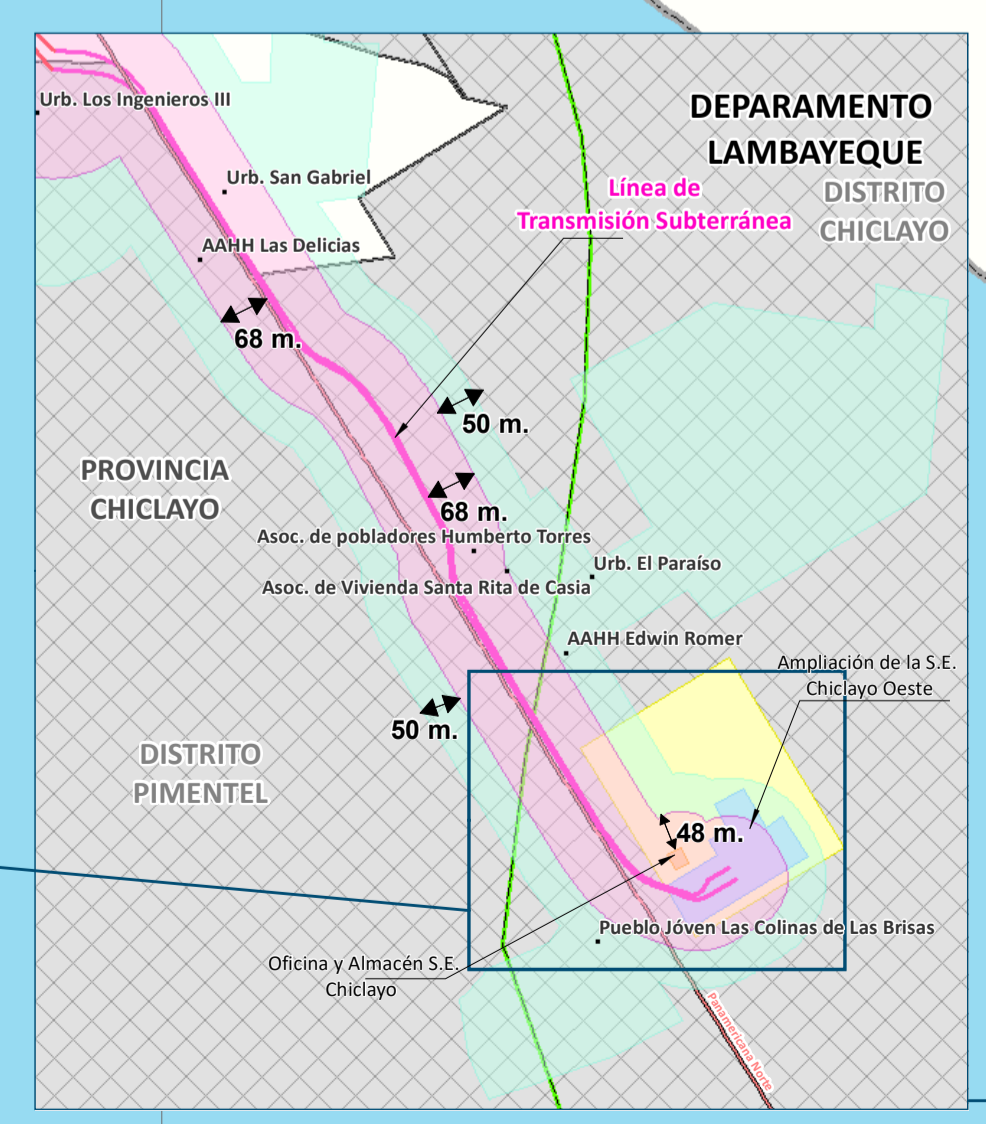 Urb. Los Ingenieros III
DEPARAMENTO
LAMBAYEQUE
Urb. San Gabriel
Línea de
Transmisión Subterránéa
DISTRITO
CHICLAYO
AAHH Las Delicias
68 m.
50 m.
PROVINCIA
CHICLAYO
68 m.
Asoc. de pobladores Humberto Torres
Urb. El Paraíso
Asoc. de Vivienda Santa Rita de Casia
AAHH Edwin Romer
Ampliación de la S.E.
Chiclayo Oeste
50 m.
DISTRITO
PIMENTEL
48 m.
Pueblo Jóven Las Colinas de Las Brisas
Oficina y Almacén S.E.
Chiclayo
Panamericana Norte